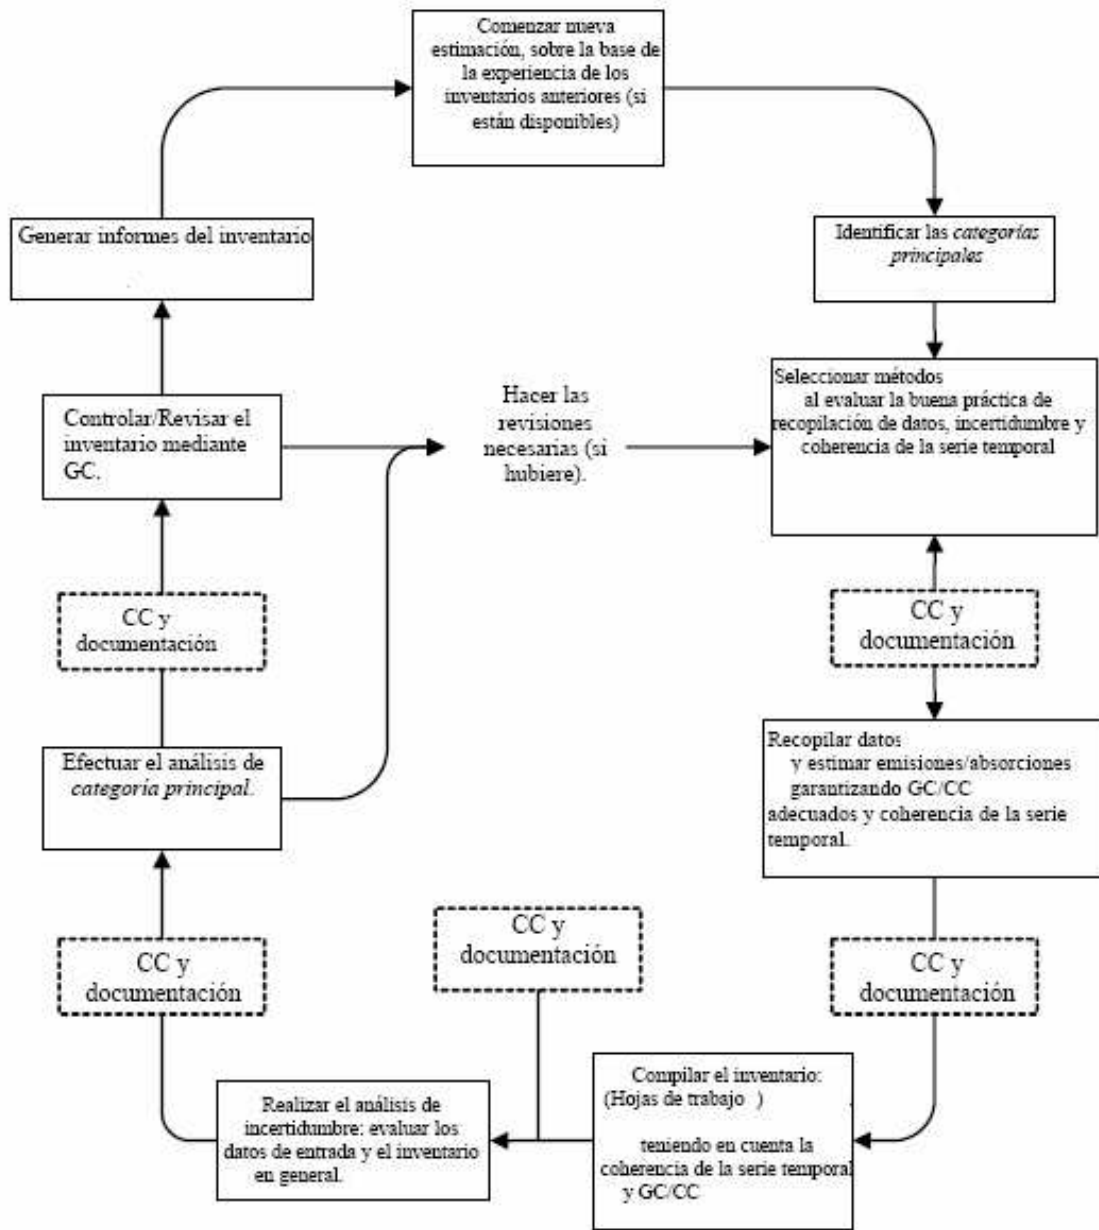 Comenzar nueva
estimación, sobre la base de
la experiencia de los
inventarios anteriores (si
están disponibles)
Generar informes del inventario
Identificar las categorías
principales
Seleccionar métodos
al evaluar la buena práctica de
recopilación de datos, incertidumbre y
coherencia de la serie temporal
Hacer las
revisiones
necesarias (si
hubiere).
Controlar/Revisar el
inventario mediante
GC.
CC y
documentación
CC y
documentación
Efectuar el análisis de
categoría principal.
Recopilar datos
y estimar emisiones/absorciones
garantizando GC/CC
adecuados y coherencia de la serie
temporal.
CC y
documentación
CC y
documentación
CC y
documentación
Realizar el análisis de
incertidumbre: evaluar los
datos de entrada y el inventario
en general.
Compilar el inventario:
(Hojas de trabajo )
teniendo en cuenta la
coherencia de la serie temporal
y GC/CC